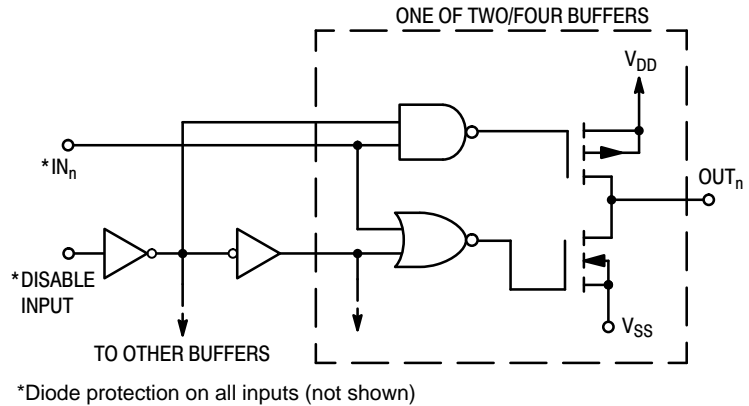 ONE OF TWO/FOUR BUFFERS
VDD
*INn
OUTn
*DISABLE
INPUT
VSS
TO OTHER BUFFERS
*Diode protection on all inputs (not shown)